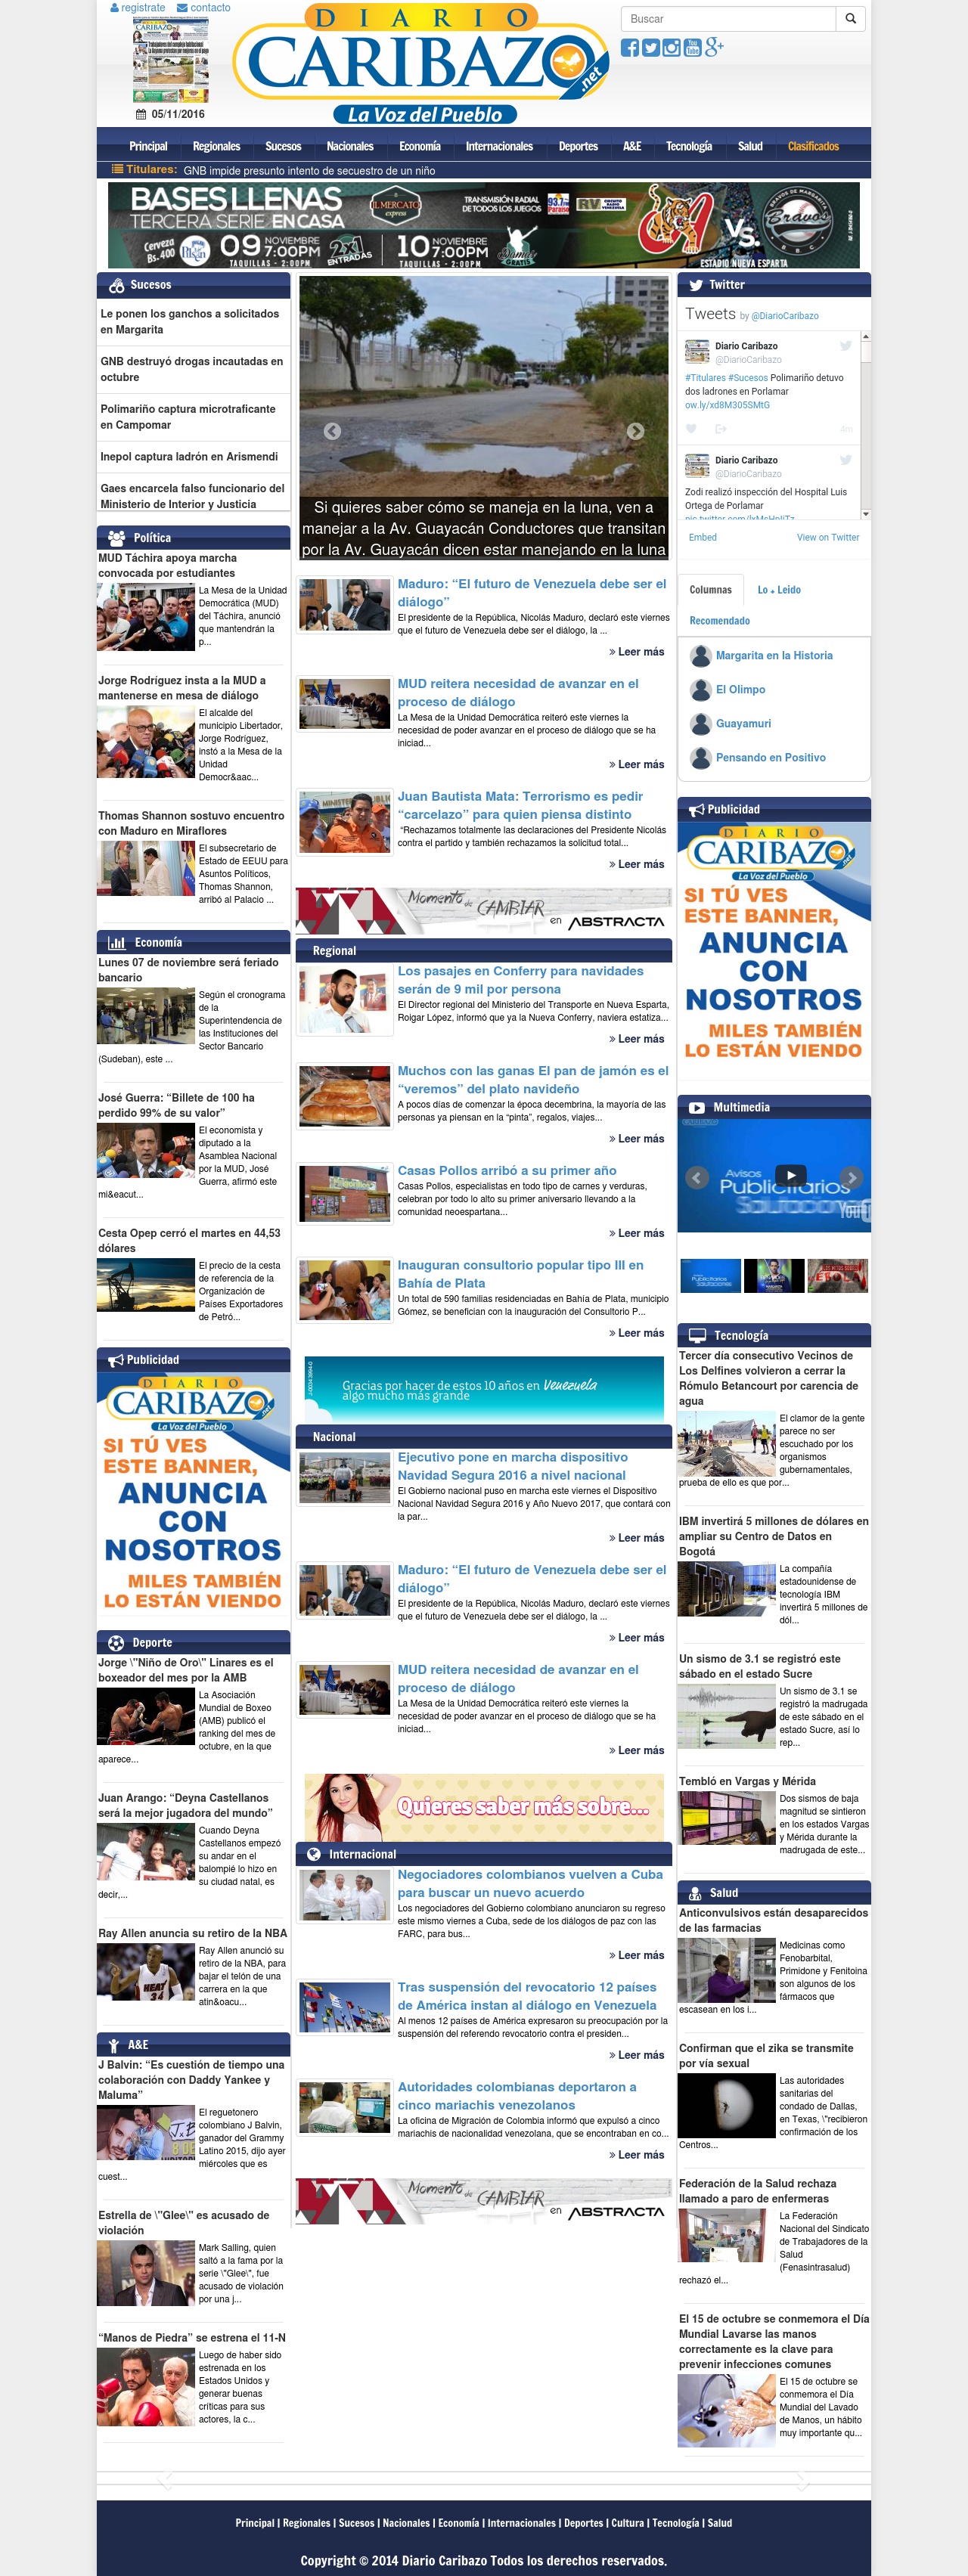 registrate contacto
DIARIO
CARIBAZO.net
La Voz del Pueblo
05/11/2016
Buscar
Principal Regionales Sucesos Nacionales Economía Internacionales Deportes A&E Tecnología Salud Clasificados
Titulares: GNB impide presunto intento de secuestro de un niño
BASES LLENAS
TERCERA SERIE EN CASA
EL MERCADO express
TRANSMISIÓN RADIAL DE TODOS LOS JUEGOS
Cerveza Bs.400
09 NOVIEMBRE
TAQUILLAS - 2:00PM
2X1 ENTRADAS
10 NOVIEMBRE
TAQUILLAS - 2:00PM
GRATIS
VS.
Bravos
ESTADIO NUEVA ESPARTA
Sucesos
Le ponen los ganchos a solicitados
en Margarita
GNB destruyó drogas incautadas en
octubre
Polimariño captura microtraficante
en Campomar
Inepol captura ladrón en Arismendi
Gaes encarcela falso funcionario del
Ministerio de Interior y Justicia
Política
MUD Táchira apoya marcha
convocada por estudiantes
La Mesa de la Unidad
Democrática (MUD)
del Táchira, anunció
que mantendrán la
p...
Jorge Rodríguez insta a la MUD a
mantenerse en mesa de diálogo
El alcalde del
municipio Libertador,
Jorge Rodríguez,
instó a la Mesa de la
Unidad
Democr&aac...
Thomas Shannon sostuvo encuentro
con Maduro en Miraflores
El subsecretario de
Estado de EEUU para
Asuntos Políticos,
Thomas Shannon,
arribó al Palacio ...
Economía
Lunes 07 de noviembre será feriado
bancario
Según el cronograma
de la
Superintendencia de
las Instituciones del
Sector Bancario
(Sudeban), este ...
José Guerra: “Billete de 100 ha
perdido 99% de su valor”
El economista y
diputado a la
Asamblea Nacional
por la MUD, José
Guerra, afirmó este
mi&eacut...
Cesta Opep cerró el martes en 44,53
dólares
El precio de la cesta
de referencia de la
Organización de
Países Exportadores
de Petró...
Publicidad
DIARIO
CARIBAZO.net
La Voz del Pueblo
SI TÚ VES
ESTE BANNER,
ANUNCIA
CON
NOSOTROS
MILES TAMBIÉN
LO ESTÁN VIENDO
Deporte
Jorge \"Niño de Oro\" Linares es el
boxeador del mes por la AMB
La Asociación
Mundial de Boxeo
(AMB) publicó el
ranking del mes de
octubre, en la que
aparece...
Juan Arango: “Deyna Castellanos
será la mejor jugadora del mundo”
Cuando Deyna
Castellanos empezó
su andar en el
balompié lo hizo en
su ciudad natal, es
decir,...
Ray Allen anuncia su retiro de la NBA
Ray Allen anunció su
retiro de la NBA, para
bajar el telón de una
carrera en la que
atin&oacu...
A&E
J Balvin: “Es cuestión de tiempo una
colaboración con Daddy Yankee y
Maluma”
El reguetonero
colombiano J Balvin,
ganador del Grammy
Latino 2015, dijo ayer
miércoles que es
cuest...
Estrella de \"Glee\" es acusado de
violación
Mark Salling, quien
saltó a la fama por la
serie \"Glee\", fue
acusado de violación
por una j...
“Manos de Piedra” se estrena el 11-N
Luego de haber sido
estrenada en los
Estados Unidos y
generar buenas
críticas para sus
actores, la c...
Si quieres saber cómo se maneja en la luna, ven a
manejar a la Av. Guayacán Conductores que transitan
por la Av. Guayacán dicen estar manejando en la luna
Maduro: “El futuro de Venezuela debe ser el
diálogo”
El presidente de la República, Nicolás Maduro, declaró este viernes
que el futuro de Venezuela debe ser el diálogo, la ...
» Leer más
MUD reitera necesidad de avanzar en el
proceso de diálogo
La Mesa de la Unidad Democrática reiteró este viernes la
necesidad de poder avanzar en el proceso de diálogo que se ha
iniciad...
» Leer más
Juan Bautista Mata: Terrorismo es pedir
“carcelazo” para quien piensa distinto
“Rechazamos totalmente las declaraciones del Presidente Nicolás
contra el partido y también rechazamos la solicitud total...
» Leer más
Momento de CAMBIAR en ABSTRACTA
Regional
Los pasajes en Conferry para navidades
serán de 9 mil por persona
El Director regional del Ministerio del Transporte en Nueva Esparta,
Roigar López, informó que ya la Nueva Conferry, naviera estatiza...
» Leer más
Muchos con las ganas El pan de jamón es el
“veremos” del plato navideño
A pocos días de comenzar la época decembrina, la mayoría de las
personas ya piensan en la “pinta”, regalos, viajes...
» Leer más
Casas Pollos arribó a su primer año
Casas Pollos, especialistas en todo tipo de carnes y verduras,
celebran por todo lo alto su primer aniversario llevando a la
comunidad neoespartana...
» Leer más
Inauguran consultorio popular tipo III en
Bahía de Plata
Un total de 590 familias residenciadas en Bahía de Plata, municipio
Gómez, se benefician con la inauguración del Consultorio P...
» Leer más
Gracias por hacer de estos 10 años en Venezuela
algo mucho más grande
Nacional
Ejecutivo pone en marcha dispositivo
Navidad Segura 2016 a nivel nacional
El Gobierno nacional puso en marcha este viernes el Dispositivo
Nacional Navidad Segura 2016 y Año Nuevo 2017, que contará con
la par...
» Leer más
Maduro: “El futuro de Venezuela debe ser el
diálogo”
El presidente de la República, Nicolás Maduro, declaró este viernes
que el futuro de Venezuela debe ser el diálogo, la ...
» Leer más
MUD reitera necesidad de avanzar en el
proceso de diálogo
La Mesa de la Unidad Democrática reiteró este viernes la
necesidad de poder avanzar en el proceso de diálogo que se ha
iniciad...
» Leer más
Quieres saber más sobre...
Internacional
Negociadores colombianos vuelven a Cuba
para buscar un nuevo acuerdo
Los negociadores del Gobierno colombiano anunciaron su regreso
este mismo viernes a Cuba, sede de los diálogos de paz con las
FARC, para bus...
» Leer más
Tras suspensión del revocatorio 12 países
de América instan al diálogo en Venezuela
Al menos 12 países de América expresaron su preocupación por la
suspensión del referendo revocatorio contra el presiden...
» Leer más
Autoridades colombianas deportaron a
cinco mariachis venezolanos
La oficina de Migración de Colombia informó que expulsó a cinco
mariachis de nacionalidad venezolana, que se encontraban en co...
» Leer más
Momento de CAMBIAR en ABSTRACTA
Twitter
Tweets by @DiarioCaribazo
Diario Caribazo
@DiarioCaribazo
#Titulares #Sucesos Polimariño detuvo
dos ladrones en Porlamar
ow.ly/xd8M305SMtG
4m
Diario Caribazo
@DiarioCaribazo
Zodi realizó inspección del Hospital Luis
Ortega de Porlamar
Embed View on Twitter
Columnas Lo + Leido
Recomendado
Margarita en la Historia
El Olimpo
Guayamuri
Pensando en Positivo
Publicidad
DIARIO
CARIBAZO.net
La Voz del Pueblo
SI TÚ VES
ESTE BANNER,
ANUNCIA
CON
NOSOTROS
MILES TAMBIÉN
LO ESTÁN VIENDO
Multimedia
Avisos
Publicitarios
Salutaciones
Tecnología
Tercer día consecutivo Vecinos de
Los Delfines volvieron a cerrar la
Rómulo Betancourt por carencia de
agua
El clamor de la gente
parece no ser
escuchado por los
organismos
gubernamentales,
prueba de ello es que por...
IBM invertirá 5 millones de dólares en
ampliar su Centro de Datos en
Bogotá
La compañía
estadounidense de
tecnología IBM
invertirá 5 millones de
dól...
Un sismo de 3.1 se registró este
sábado en el estado Sucre
Un sismo de 3.1 se
registró la madrugada
de este sábado en el
estado Sucre, así lo
rep...
Tembló en Vargas y Mérida
Dos sismos de baja
magnitud se sintieron
en los estados Vargas
y Mérida durante la
madrugada de este...
Salud
Anticonvulsivos están desaparecidos
de las farmacias
Medicinas como
Fenobarbital,
Primidone y Fenitoina
son algunos de los
fármacos que
escasean en los i...
Confirman que el zika se transmite
por vía sexual
Las autoridades
sanitarias del
condado de Dallas,
en Texas, \"recibieron
confirmación de los
Centros...
Federación de la Salud rechaza
llamado a paro de enfermeras
La Federación
Nacional del Sindicato
de Trabajadores de la
Salud
(Fenasintrasalud)
rechazó el...
El 15 de octubre se conmemora el Día
Mundial Lavarse las manos
correctamente es la clave para
prevenir infecciones comunes
El 15 de octubre se
conmemora el Día
Mundial del Lavado
de Manos, un hábito
muy importante qu...
Principal | Regionales | Sucesos | Nacionales | Economía | Internacionales | Deportes | Cultura | Tecnología | Salud
Copyright © 2014 Diario Caribazo Todos los derechos reservados.